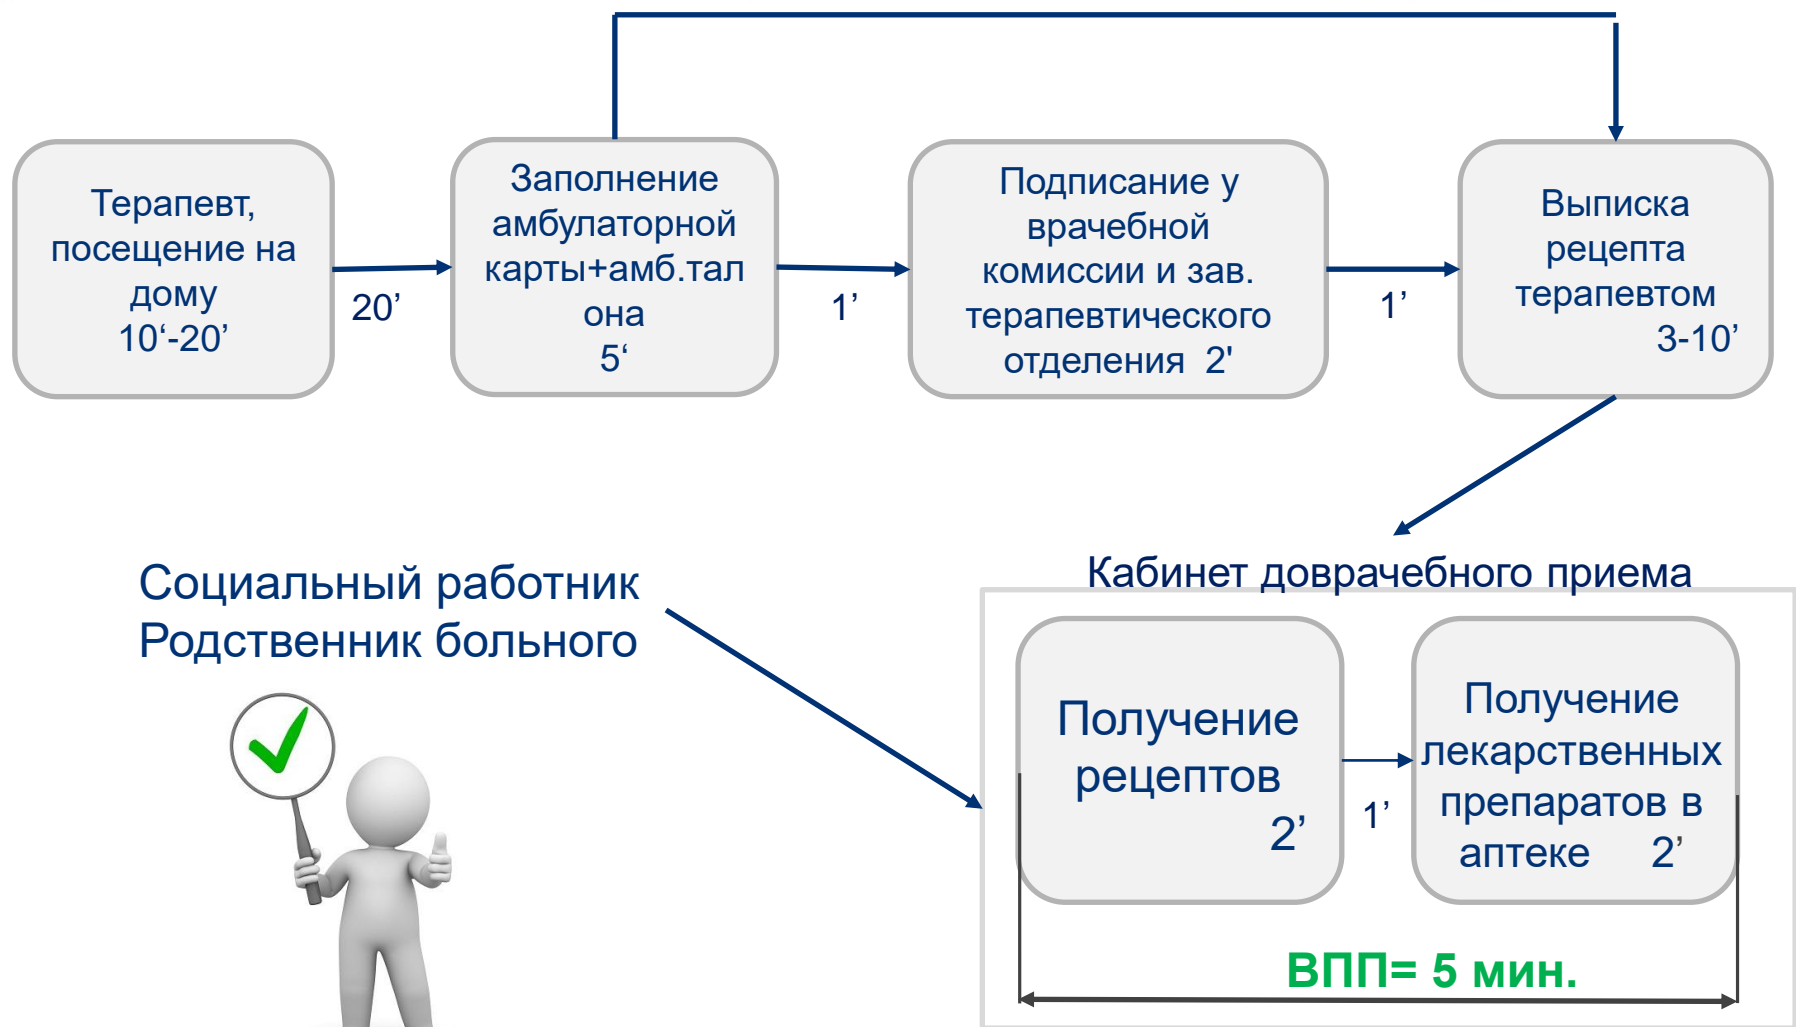 Терапевт,
посещение на
дому
10‘-20’
20’
Заполнение
амбулаторной
карты+амб.тал
она
5‘
1’
Подписание у
врачебной
комиссии и зав.
терапевтического
отделения 2'
1’
Выписка
рецепта
терапевтом
3-10’
Социальный работник
Родственник больного
Кабинет доврачебного приема
Получение
рецептов
2’
1’
Получение
лекарственных
препаратов в
аптеке 2’
ВПП= 5 мин.